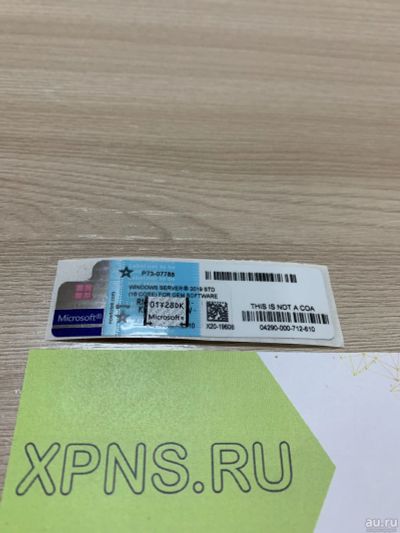 P73-07788
WINDOWS SERVER® 2019 STD
(16 CORE) FOR OEM SOFTWARE
Microsoft®
Microsoft®
X20-19608
THIS IS NOT A COA
04290-000-712-610
XPNS.RU
au.ru